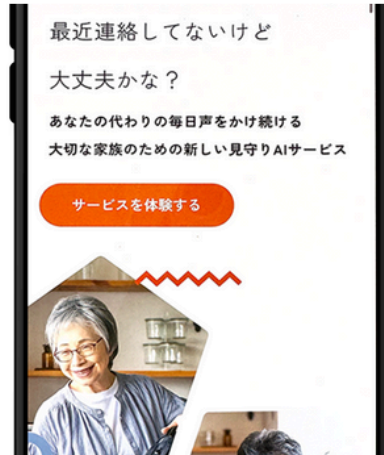 最近連絡してないけど
大丈夫かな？
あなたの代わりの毎日声をかけ続ける
大切な家族のための新しい見守りAIサービス
サービスを体験する